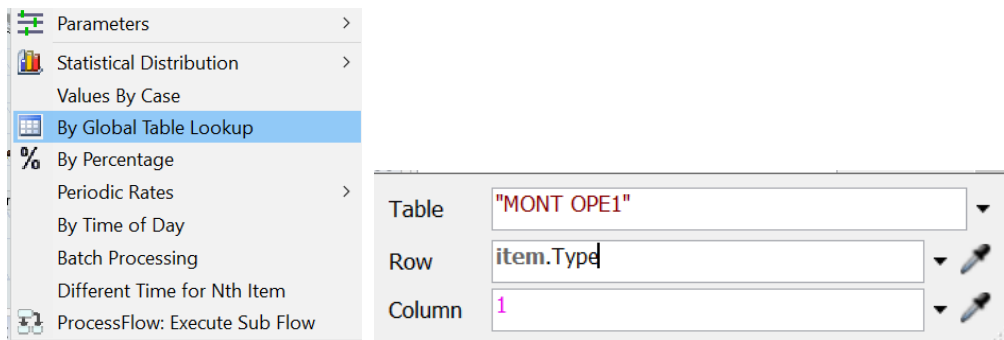 Parameters
Statistical Distribution
Values By Case
By Global Table Lookup
% By Percentage
Periodic Rates
By Time of Day
Batch Processing
Different Time for Nth Item
ProcessFlow: Execute Sub Flow
Table "MONT OPE1"
Row item.Type
Column 1